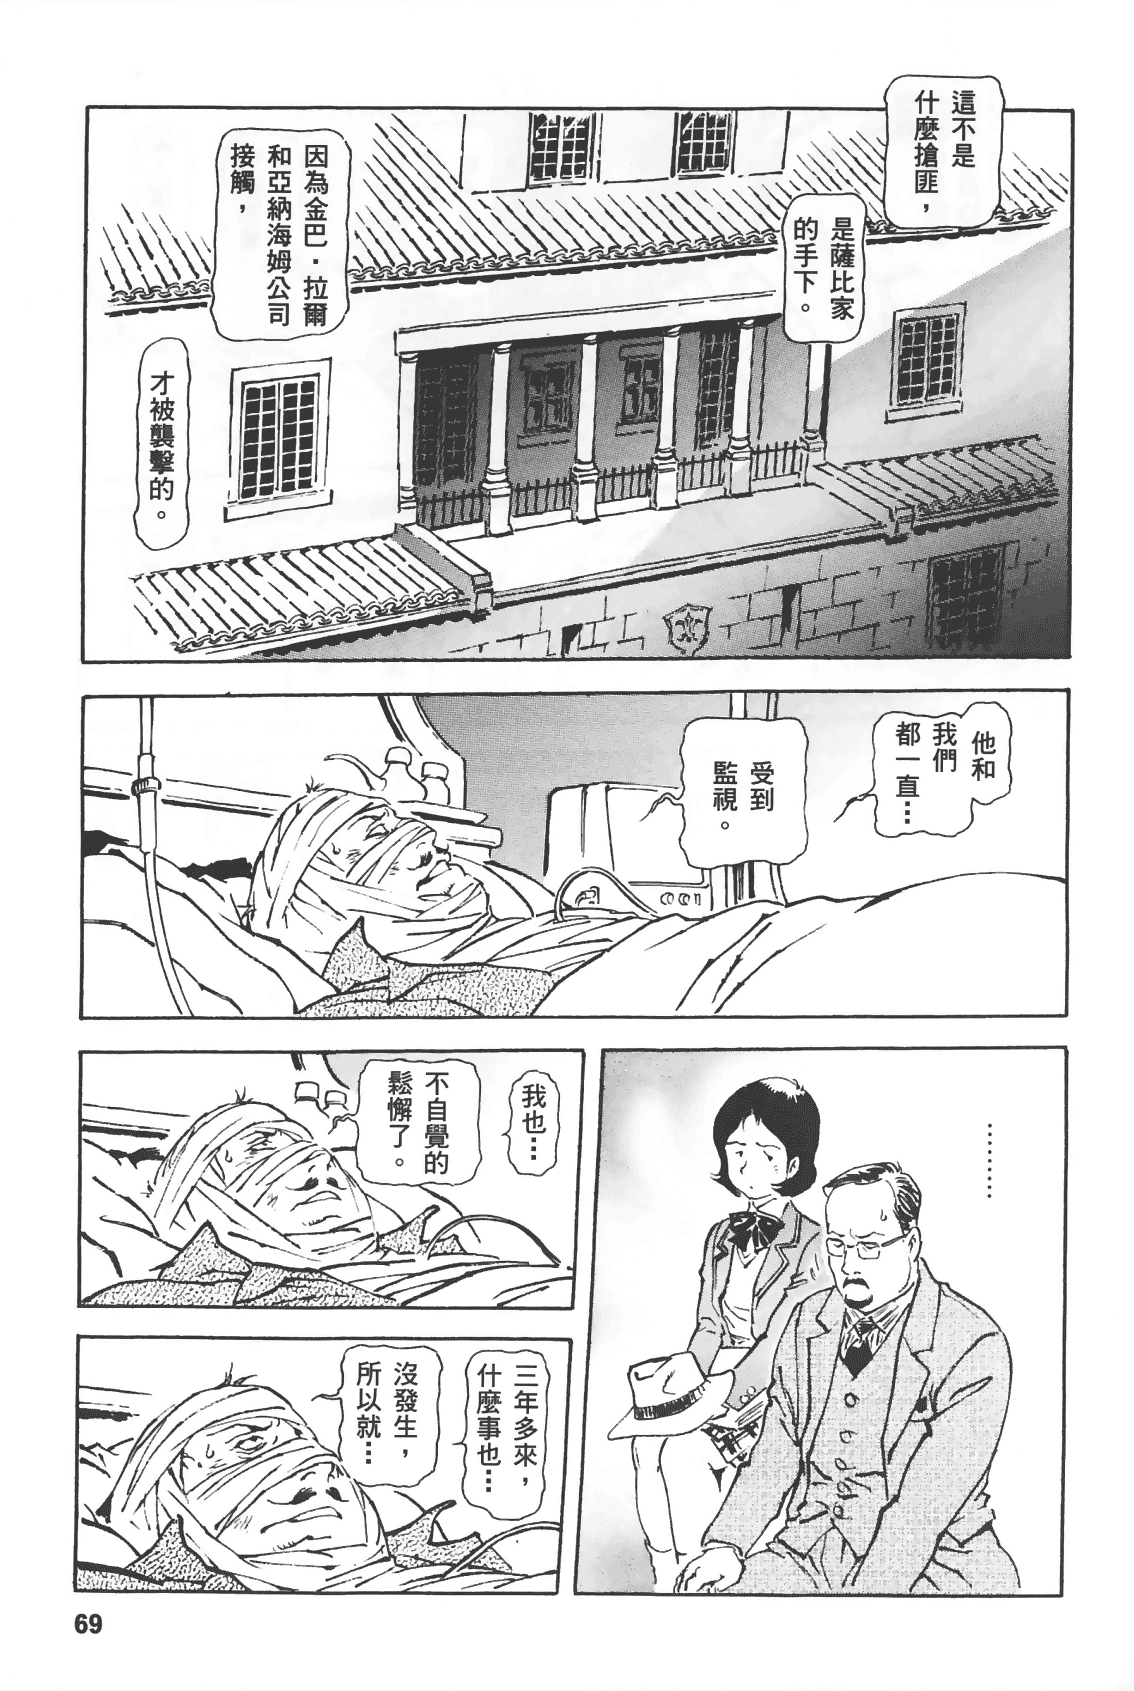 這不是
什麼搶匪，
是薩比家
的手下。
因為金巴·拉爾
和亞納海姆公司
接觸，
才被襲擊的。
他和
我們
都一直…
受到
監視。
………
我也…
不自覺的
鬆懈了。
三年多來，
什麼事也…
沒發生，
所以就…
69